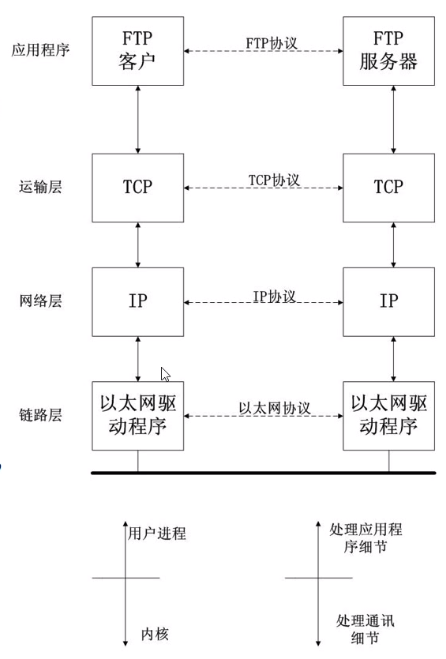 应用程序
FTP
客户
FTP协议
FTP
服务器
运输层
TCP
TCP协议
TCP
网络层
IP
IP协议
IP
链路层
以太网驱
动程序
以太网协议
以太网驱
动程序
用户进程
处理应用程
序细节
内核
处理通讯
细节